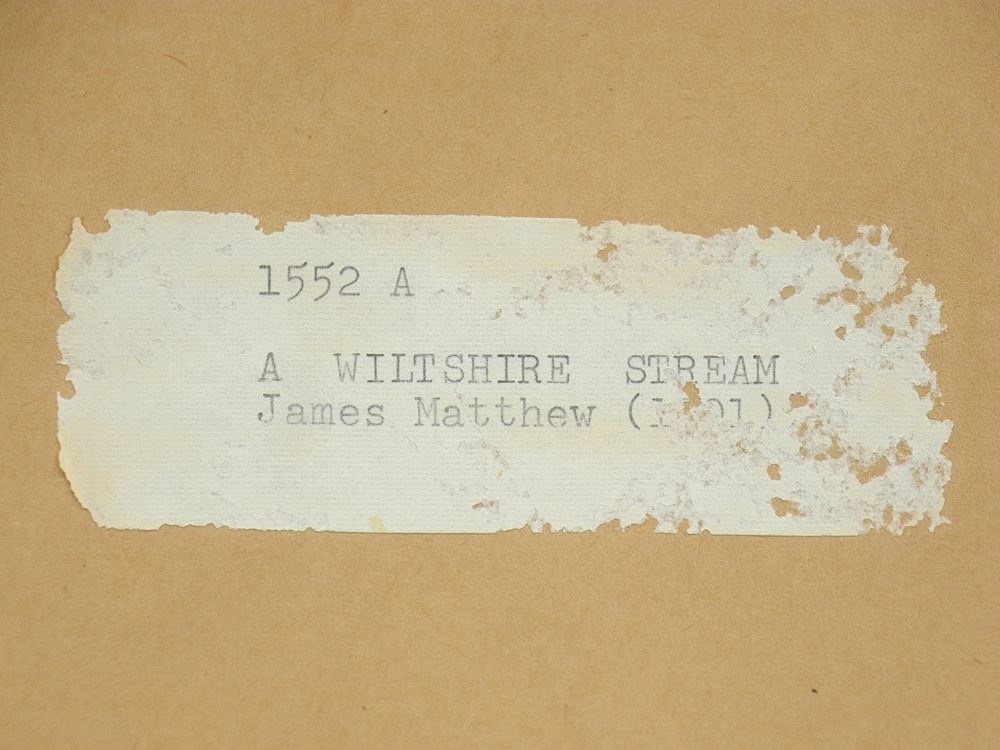 1552 A
A WILTSHIRE STREAM
James Matthew